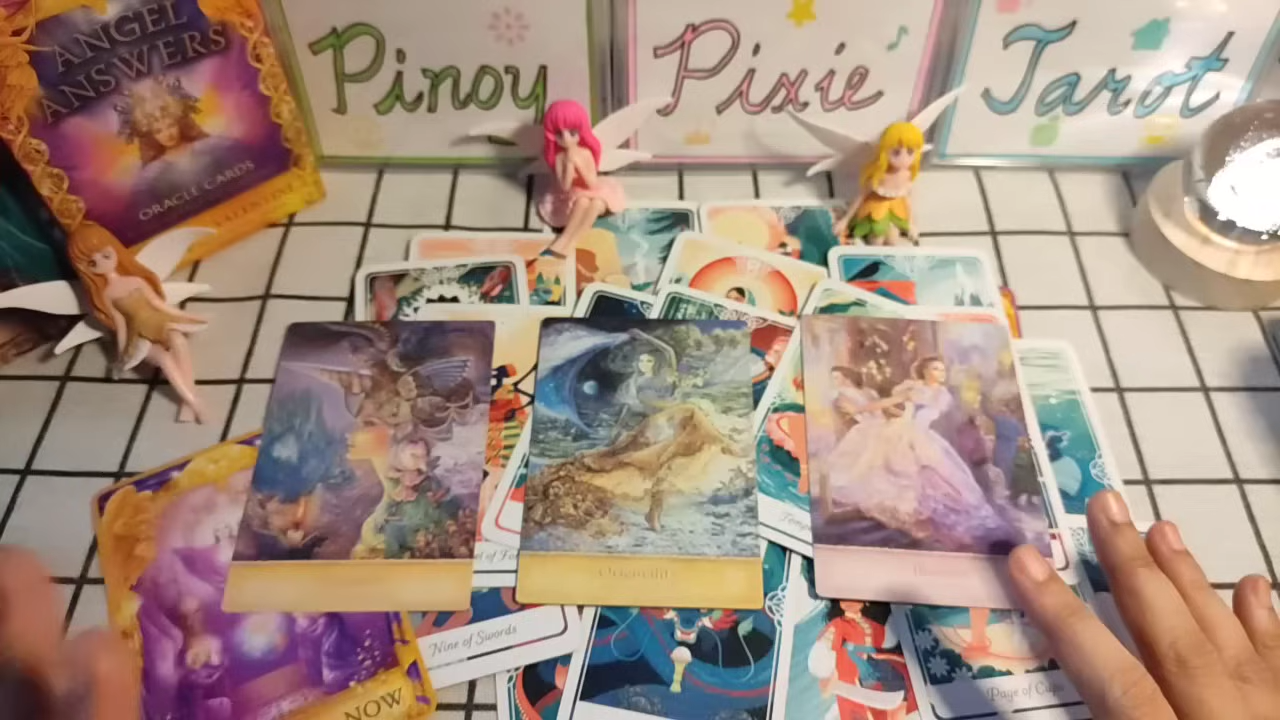 ANGEL
ANSWERS
ORACLE CARDS
Pinoy
Pixie
Tarot
Nine of Swords
Page of Cups
NOW